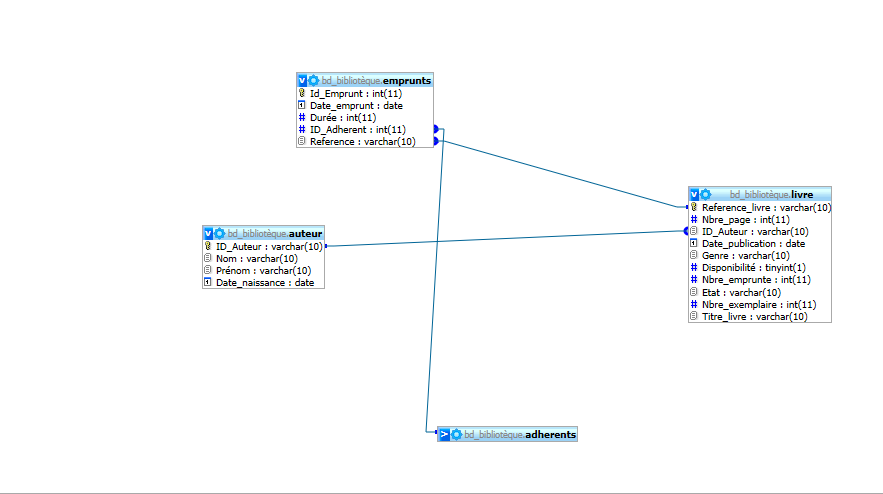 bd_bibliotèque.emprunts
Id_Emprunt : int(11)
Date_emprunt : date
Durée : int(11)
ID_Adherent : int(11)
Reference : varchar(10)
bd_bibliotèque.livre
Reference_livre : varchar(10)
Nbre_page : int(11)
ID_Auteur : varchar(10)
Date_publication : date
Genre : varchar(10)
Disponibilité : tinyint(1)
Nbre_emprunte : int(11)
Etat : varchar(10)
Nbre_exemplaire : int(11)
Titre_livre : varchar(10)
bd_bibliotèque.auteur
ID_Auteur : varchar(10)
Nom : varchar(10)
Prénom : varchar(10)
Date_naissance : date
bd_bibliotèque.adherents